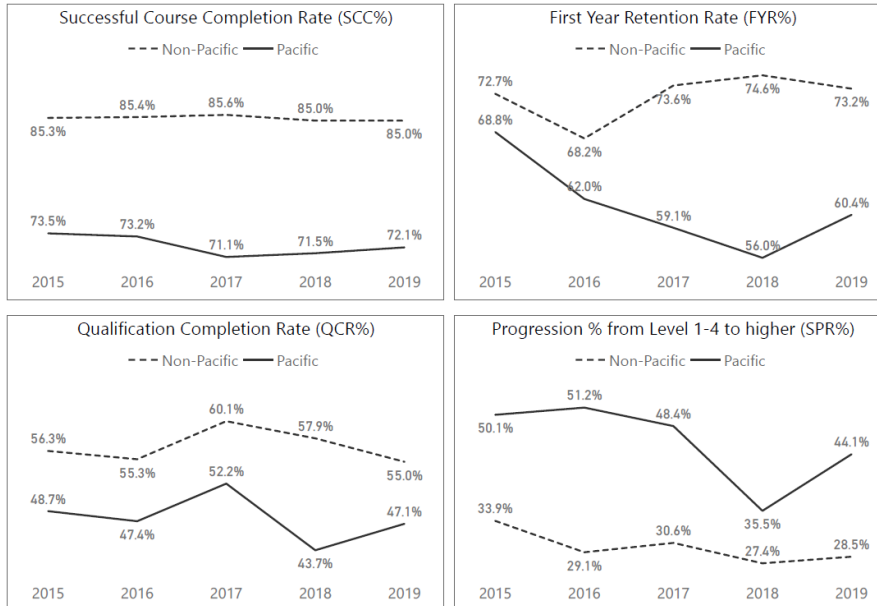 Successful Course Completion Rate (SCC%)
Non-Pacific Pacific
85.3% 85.4% 85.6% 85.0% 85.0%
73.5% 73.2% 71.1% 71.5% 72.1%
2015 2016 2017 2018 2019
First Year Retention Rate (FYR%)
Non-Pacific Pacific
72.7% 68.2% 73.6% 74.6% 73.2%
68.8% 62.0% 59.1% 56.0% 60.4%
2015 2016 2017 2018 2019
Qualification Completion Rate (QCR%)
Non-Pacific Pacific
56.3% 55.3% 60.1% 57.9% 55.0%
48.7% 47.4% 52.2% 43.7% 47.1%
2015 2016 2017 2018 2019
Progression % from Level 1-4 to higher (SPR%)
Non-Pacific Pacific
50.1% 51.2% 48.4% 35.5% 44.1%
33.9% 29.1% 30.6% 27.4% 28.5%
2015 2016 2017 2018 2019